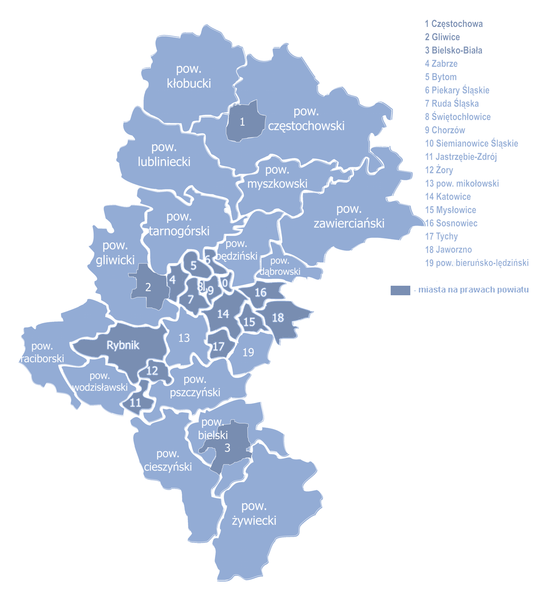 1 Częstochowa
2 Gliwice
3 Bielsko-Biała
4 Zabrze
5 Bytom
6 Piekary Śląskie
7 Ruda Śląska
8 Świętochłowice
9 Chorzów
10 Siemianowice Śląskie
11 Jastrzębie-Zdrój
12 Żory
13 pow. mikołowski
14 Katowice
15 Mysłowice
16 Sosnowiec
17 Tychy
18 Jaworzno
19 pow. bieruńsko-lędziński
- miasta na prawach powiatu
pow.
kłobucki
1
pow.
częstochowski
pow.
lubliniecki
pow.
myszkowski
pow.
tarnogórski
pow.
zawierciański
pow.
gliwicki
pow.
będziński
pow.
dąbrowski
6
5
4
2
8
9
10
7
16
14
15
18
Rybnik
13
17
19
pow.
raciborski
12
pow.
wodzisławski
pow.
pszczyński
11
pow.
bielski
3
pow.
cieszyński
pow.
żywiecki